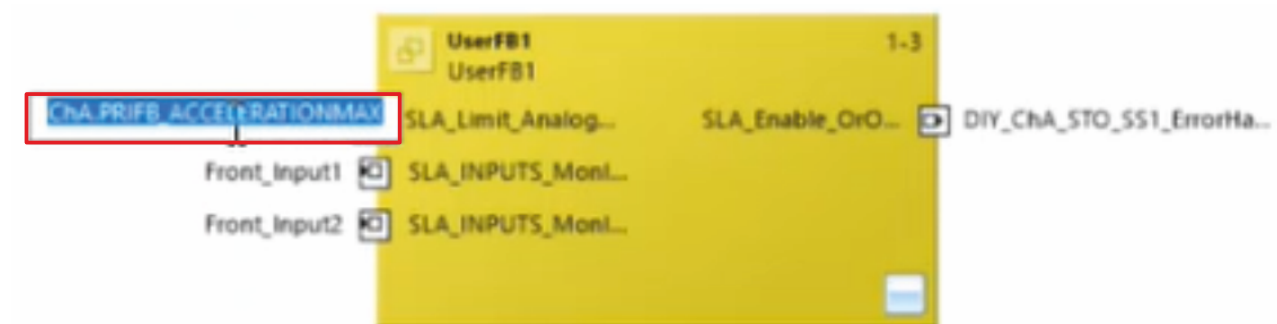 UserFB1 1-3
UserFB1
ChA.PRIFB_ACCELERATIONMAX SLA_Limit_Analog... SLA_Enable_OrO... DIY_ChA_STO_SS1_ErrorHa...
Front_Input1 SLA_INPUTS_MonI...
Front_Input2 SLA_INPUTS_MonI...